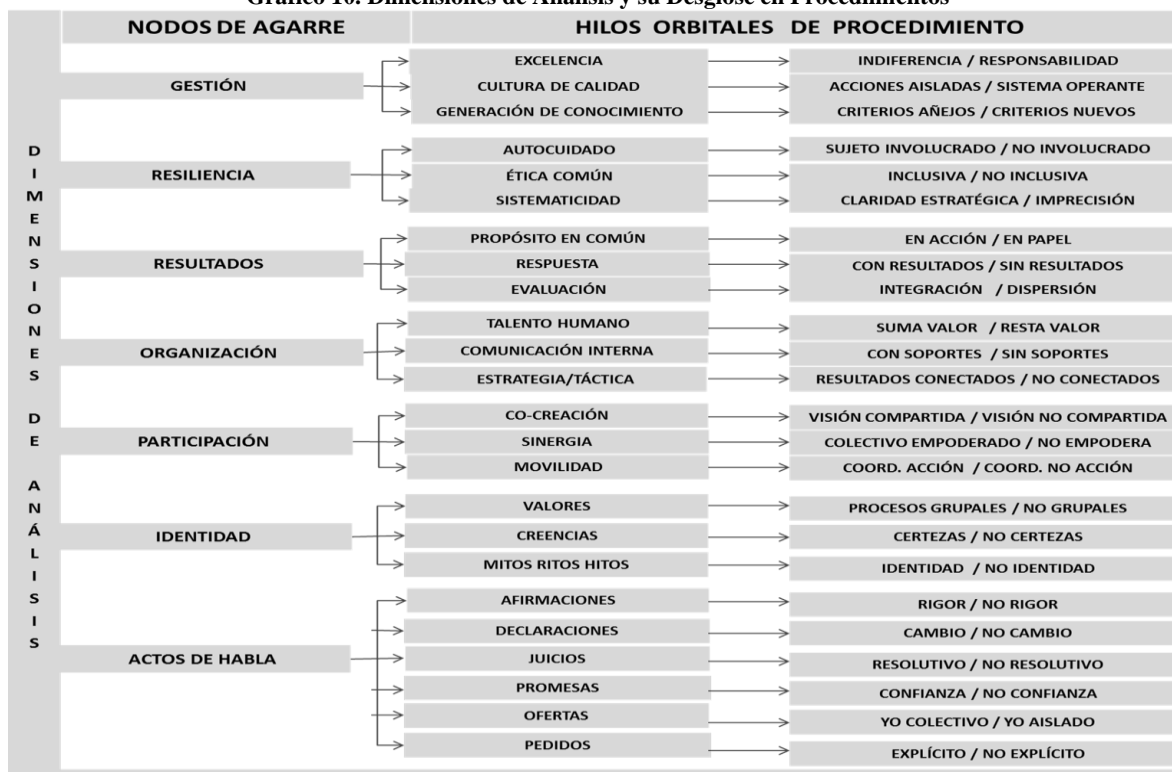 Gráfico 10. Dimensiones de Análisis y su Desglose en Procedimientos
NODOS DE AGARRE HILOS ORBITALES DE PROCEDIMIENTO
DIMENSIONES DE ANÁLISIS
GESTIÓN
EXCELENCIA INDIFERENCIA / RESPONSABILIDAD
CULTURA DE CALIDAD ACCIONES AISLADAS / SISTEMA OPERANTE
GENERACIÓN DE CONOCIMIENTO CRITERIOS AÑEJOS / CRITERIOS NUEVOS
RESILIENCIA
AUTOCUIDADO SUJETO INVOLUCRADO / NO INVOLUCRADO
ÉTICA COMÚN INCLUSIVA / NO INCLUSIVA
SISTEMATICIDAD CLARIDAD ESTRATÉGICA / IMPRECISIÓN
RESULTADOS
PROPÓSITO EN COMÚN EN ACCIÓN / EN PAPEL
RESPUESTA CON RESULTADOS / SIN RESULTADOS
EVALUACIÓN INTEGRACIÓN / DISPERSIÓN
ORGANIZACIÓN
TALENTO HUMANO SUMA VALOR / RESTA VALOR
COMUNICACIÓN INTERNA CON SOPORTES / SIN SOPORTES
ESTRATEGIA/TÁCTICA RESULTADOS CONECTADOS / NO CONECTADOS
PARTICIPACIÓN
CO-CREACIÓN VISIÓN COMPARTIDA / VISIÓN NO COMPARTIDA
SINERGIA COLECTIVO EMPODERADO / NO EMPODERA
MOVILIDAD COORD. ACCIÓN / COORD. NO ACCIÓN
IDENTIDAD
VALORES PROCESOS GRUPALES / NO GRUPALES
CREENCIAS CERTEZAS / NO CERTEZAS
MITOS RITOS HITOS IDENTIDAD / NO IDENTIDAD
ACTOS DE HABLA
AFIRMACIONES RIGOR / NO RIGOR
DECLARACIONES CAMBIO / NO CAMBIO
JUICIOS RESOLUTIVO / NO RESOLUTIVO
PROMESAS CONFIANZA / NO CONFIANZA
OFERTAS YO COLECTIVO / YO AISLADO
PEDIDOS EXPLÍCITO / NO EXPLÍCITO